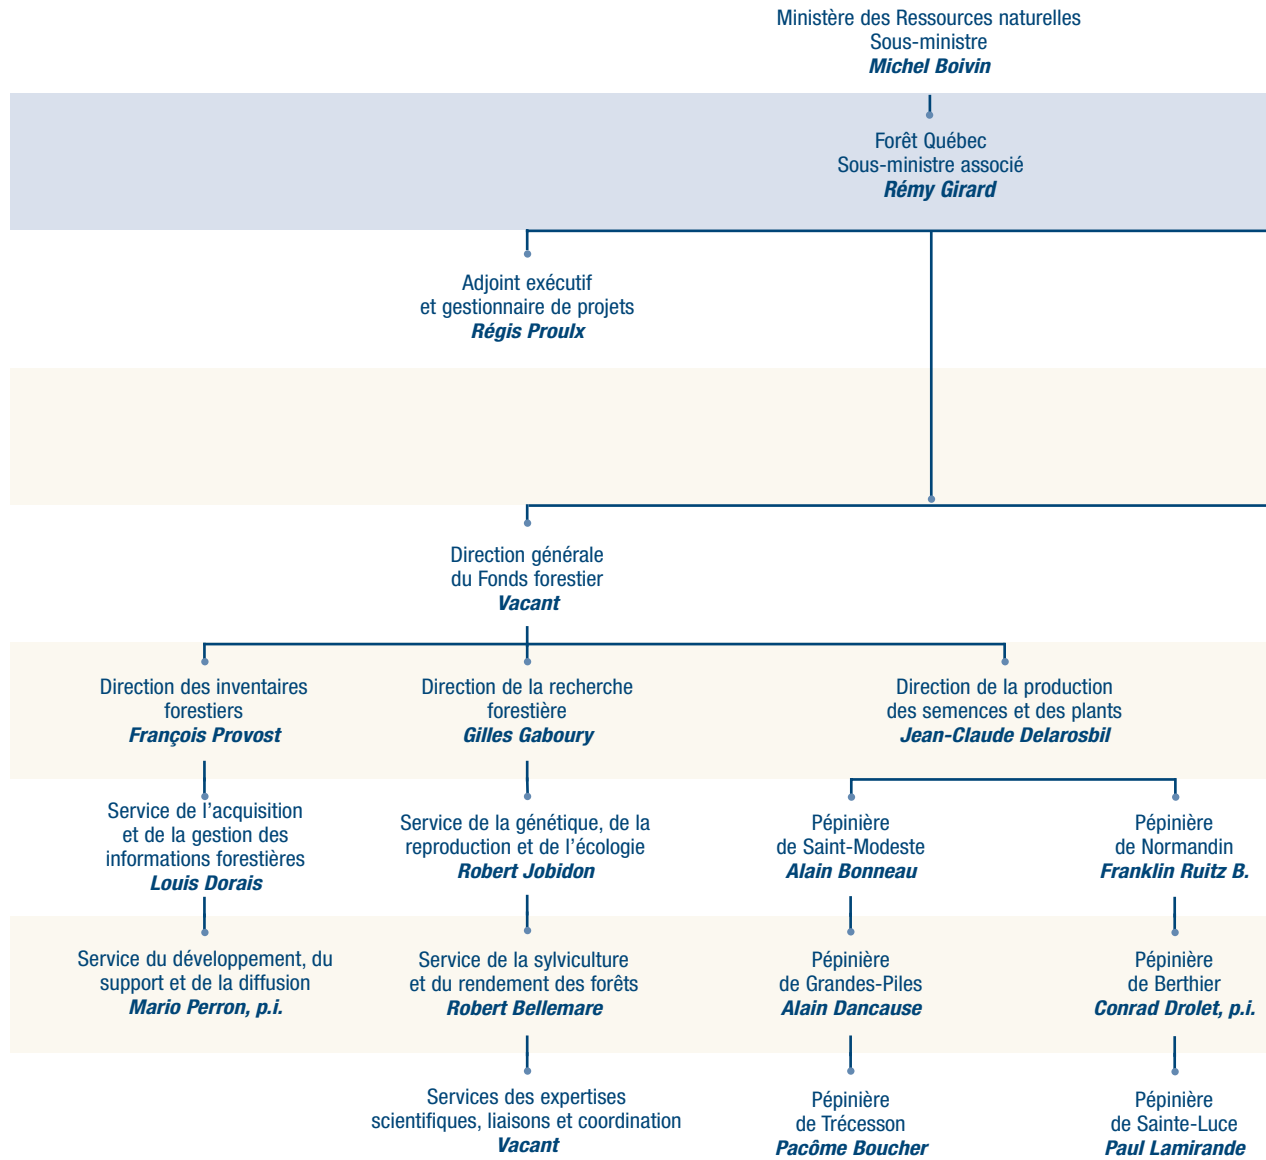 Ministère des Ressources naturelles
Sous-ministre
Michel Boivin
Forêt Québec
Sous-ministre associé
Rémy Girard
Adjoint exécutif
et gestionnaire de projets
Régis Proulx
Direction générale
du Fonds forestier
Vacant
Direction des inventaires
forestiers
François Provost
Direction de la recherche
forestière
Gilles Gaboury
Direction de la production
des semences et des plants
Jean-Claude Delarosbil
Service de l'acquisition
et de la gestion des
informations forestières
Louis Dorais
Service de la génétique, de la
reproduction et de l'écologie
Robert Jobidon
Pépinière
de Saint-Modeste
Alain Bonneau
Pépinière
de Normandin
Franklin Ruitz B.
Service du développement, du
support et de la diffusion
Mario Perron, p.i.
Service de la sylviculture
et du rendement des forêts
Robert Bellemare
Pépinière
de Grandes-Piles
Alain Dancause
Pépinière
de Berthier
Conrad Drolet, p.i.
Services des expertises
scientifiques, liaisons et coordination
Vacant
Pépinière
de Trécesson
Pacôme Boucher
Pépinière
de Sainte-Luce
Paul Lamirande